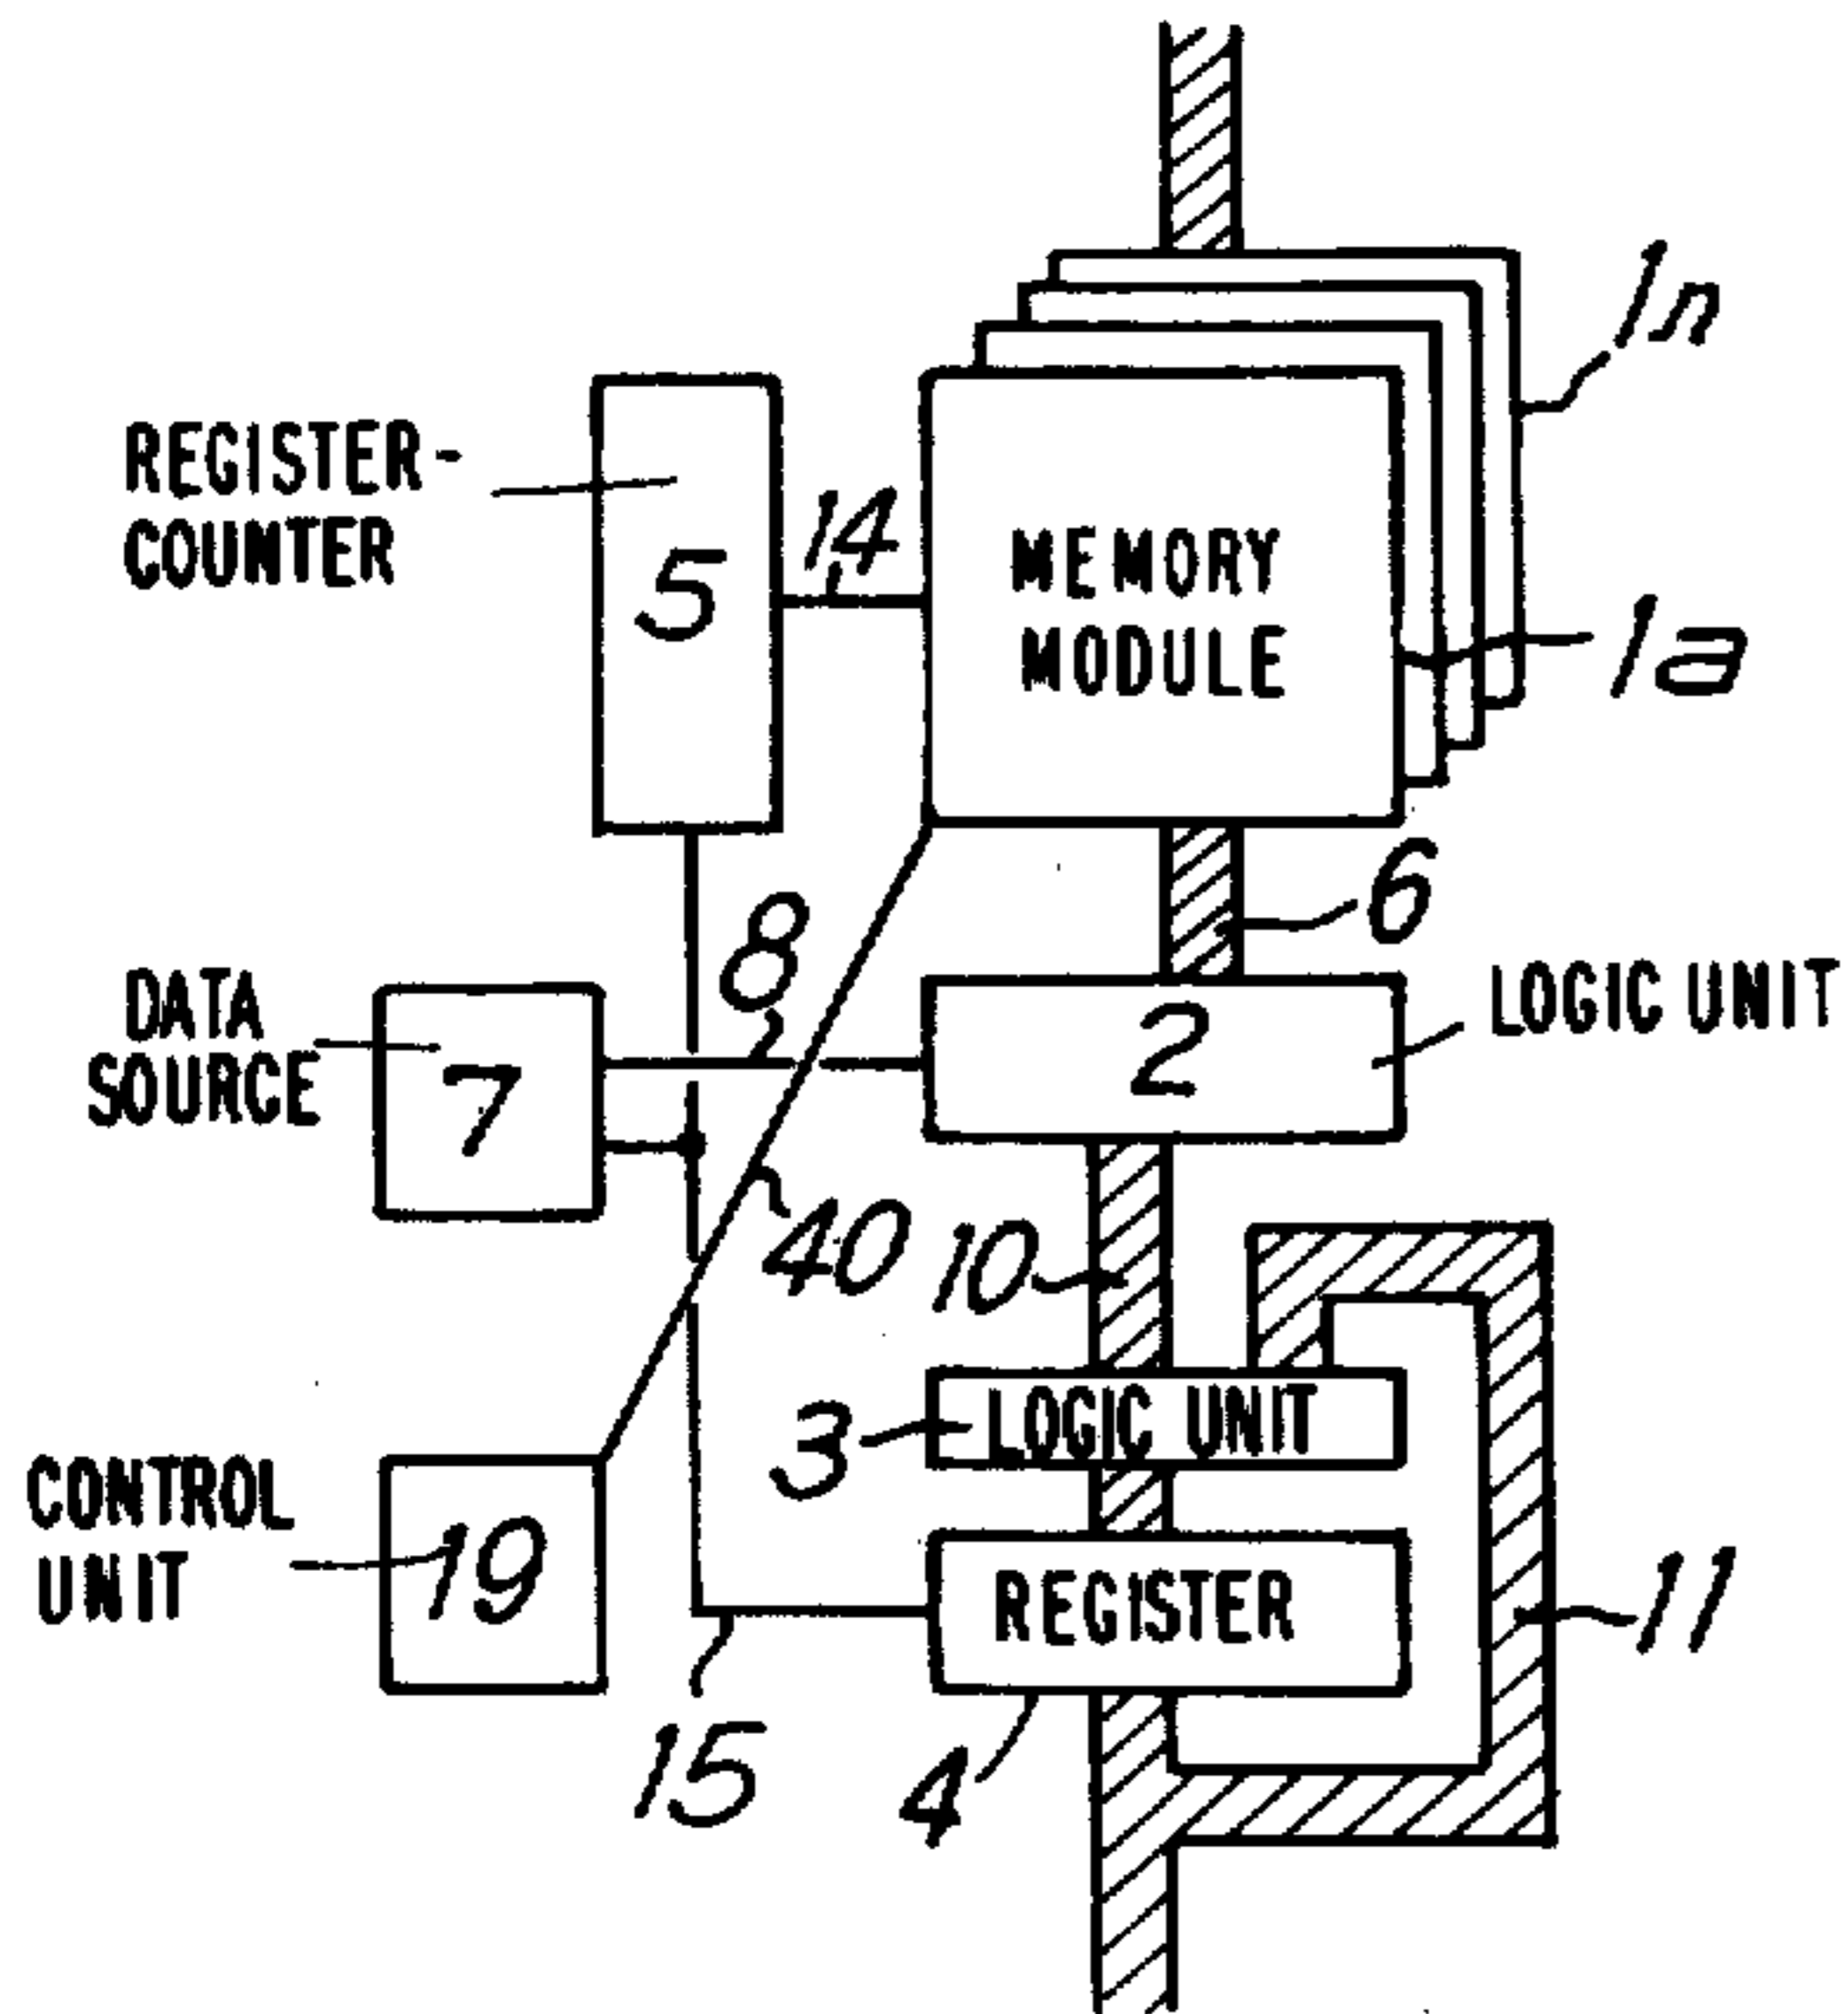 1n
REGISTER-
COUNTER
14
5
MEMORY
MODULE
1a
6
8
DATA
SOURCE
7
2
LOGIC UNIT
40
10
3
LOGIC UNIT
CONTROL
UNIT
19
REGISTER
11
15
4